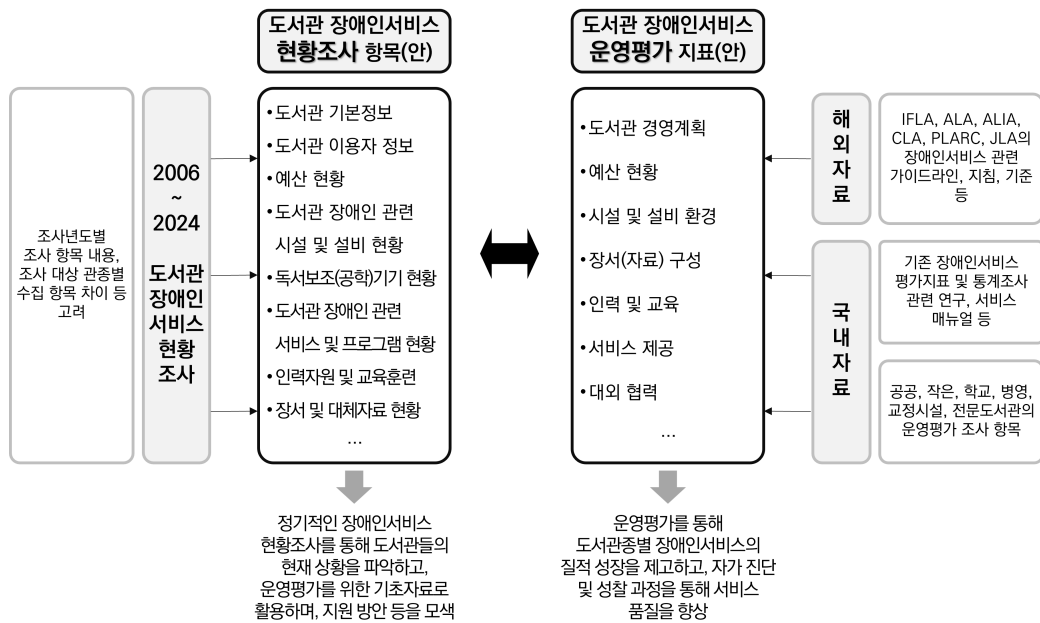 도서관 장애인서비스
현황조사 항목(안)
도서관 장애인서비스
운영평가 지표(안)
조사년도별
조사 항목 내용,
조사 대상 관종별
수집 항목 차이 등
고려
2006
~
2024
도서관
장애인
서비스
현황
조사
•도서관 기본정보
•도서관 이용자 정보
•예산 현황
•도서관 장애인 관련
시설 및 설비 현황
•독서보조(공학)기기 현황
•도서관 장애인 관련
서비스 및 프로그램 현황
•인력자원 및 교육훈련
•장서 및 대체자료 현황
...
•도서관 경영계획
•예산 현황
•시설 및 설비 환경
•장서(자료) 구성
•인력 및 교육
•서비스 제공
•대외 협력
...
해
외
자
료
IFLA, ALA, ALIA,
CLA, PLARC, JLA의
장애인서비스 관련
가이드라인, 지침, 기준
등
국
내
자
료
기존 장애인서비스
평가지표 및 통계조사
관련 연구, 서비스
매뉴얼 등
공공, 작은, 학교, 병영,
교정시설, 전문도서관의
운영평가 조사 항목
정기적인 장애인서비스
현황조사를 통해 도서관들의
현재 상황을 파악하고,
운영평가를 위한 기초자료로
활용하며, 지원 방안 등을 모색
운영평가를 통해
도서관종별 장애인서비스의
질적 성장을 제고하고, 자가 진단
및 성찰 과정을 통해 서비스
품질을 향상